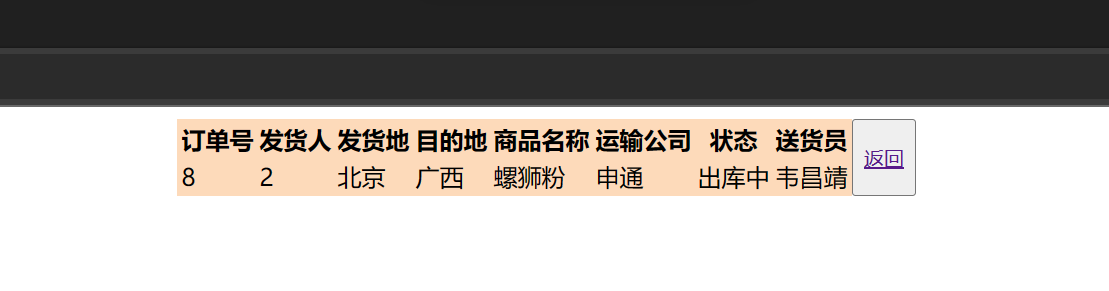 订单号 发货人 发货地 目的地 商品名称 运输公司 状态 送货员
8 2 北京 广西 螺狮粉 申通 出库中 韦昌靖
返回